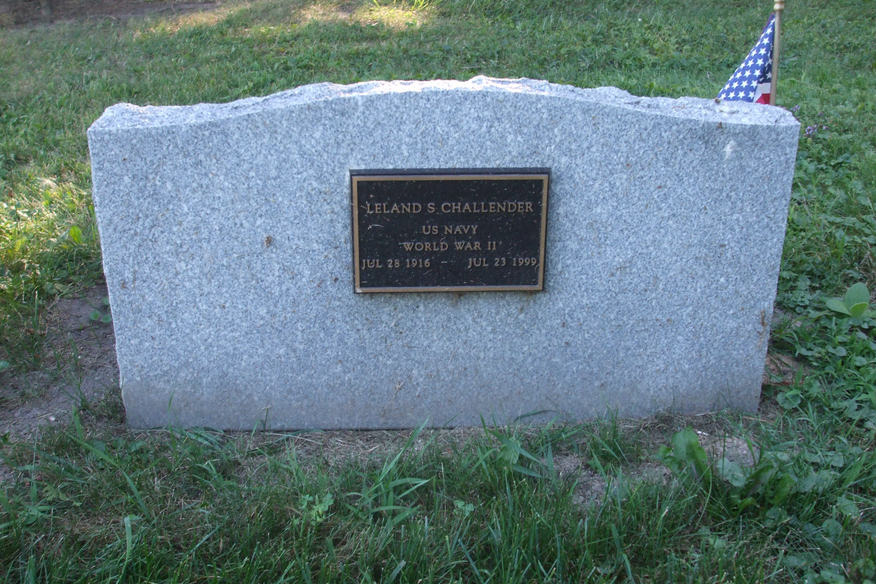 LELAND S. CHALLENDER
US NAVY
WORLD WAR II
JUL 28 1916 - JUL 23 1999